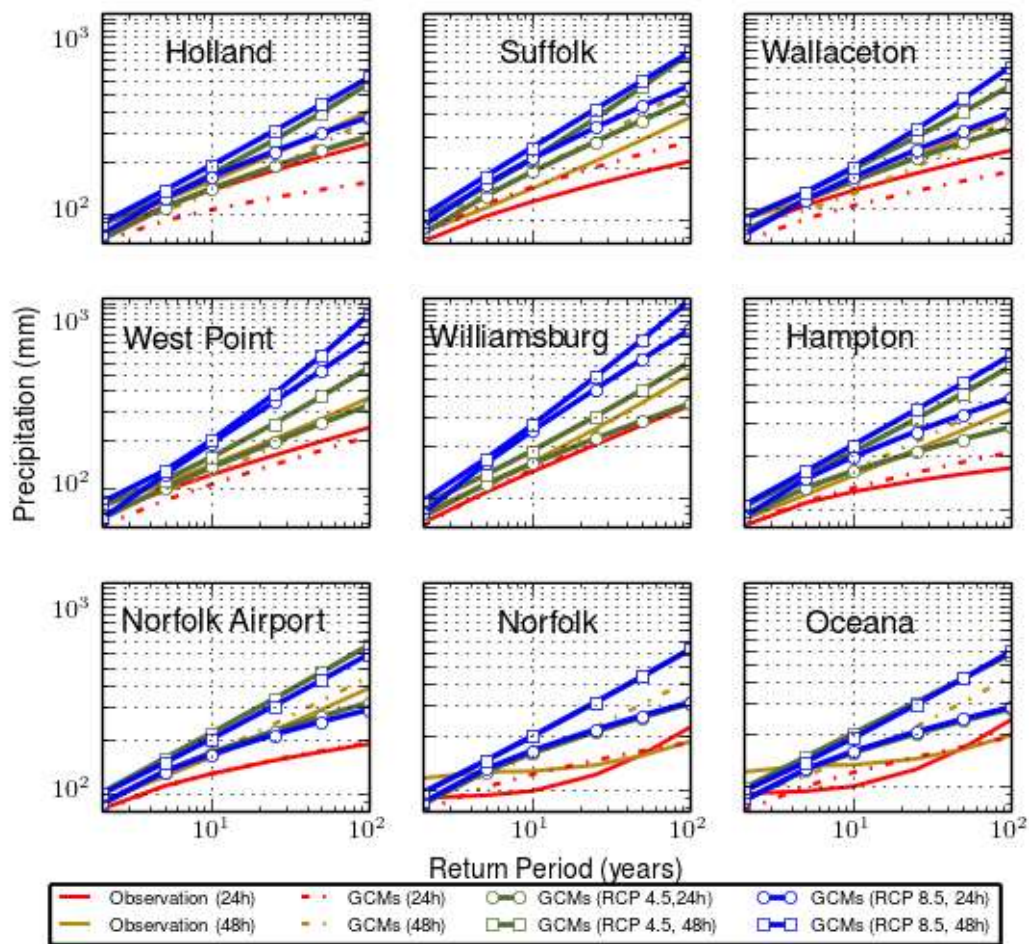 10³
Holland
Suffolk
Wallaceton
10²
10³
West Point
Williamsburg
Hampton
Precipitation (mm)
10²
10³
Norfolk Airport
Norfolk
Oceana
10²
10¹ 10² 10¹ 10² 10¹ 10²
Return Period (years)
Observation (24h) GCMs (24h) GCMs (RCP 4.5,24h) GCMs (RCP 8.5, 24h)
Observation (48h) GCMs (48h) GCMs (RCP 4.5, 48h) GCMs (RCP 8.5, 48h)